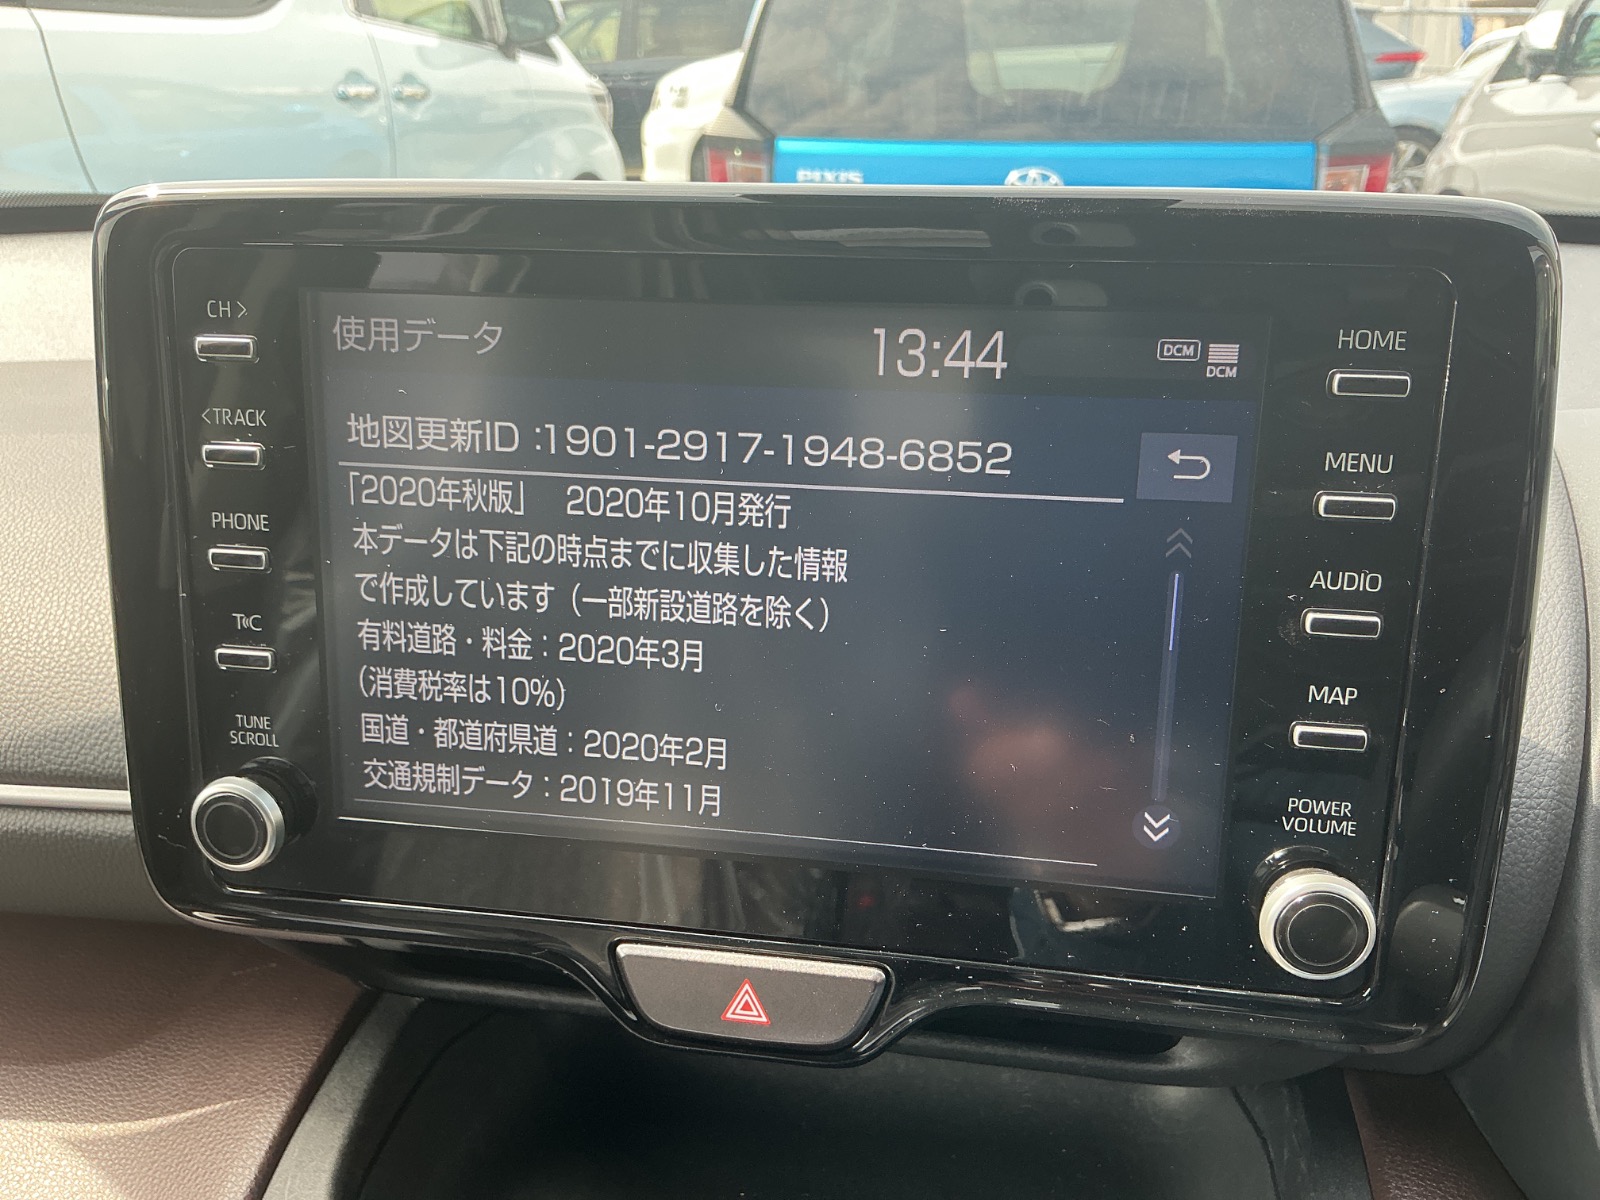 PIXIS
使用データ
13:44
DCM
DCM
地図更新ID :1901-2917-1948-6852
「2020年秋版」　2020年10月発行
本データは下記の時点までに収集した情報
で作成しています（一部新設道路を除く）
有料道路・料金：2020年3月
(消費税率は10%)
国道・都道府県道：2020年2月
交通規制データ：2019年11月
CH >
<TRACK
PHONE
T«C
TUNE
SCROLL
HOME
MENU
AUDIO
MAP
POWER
VOLUME